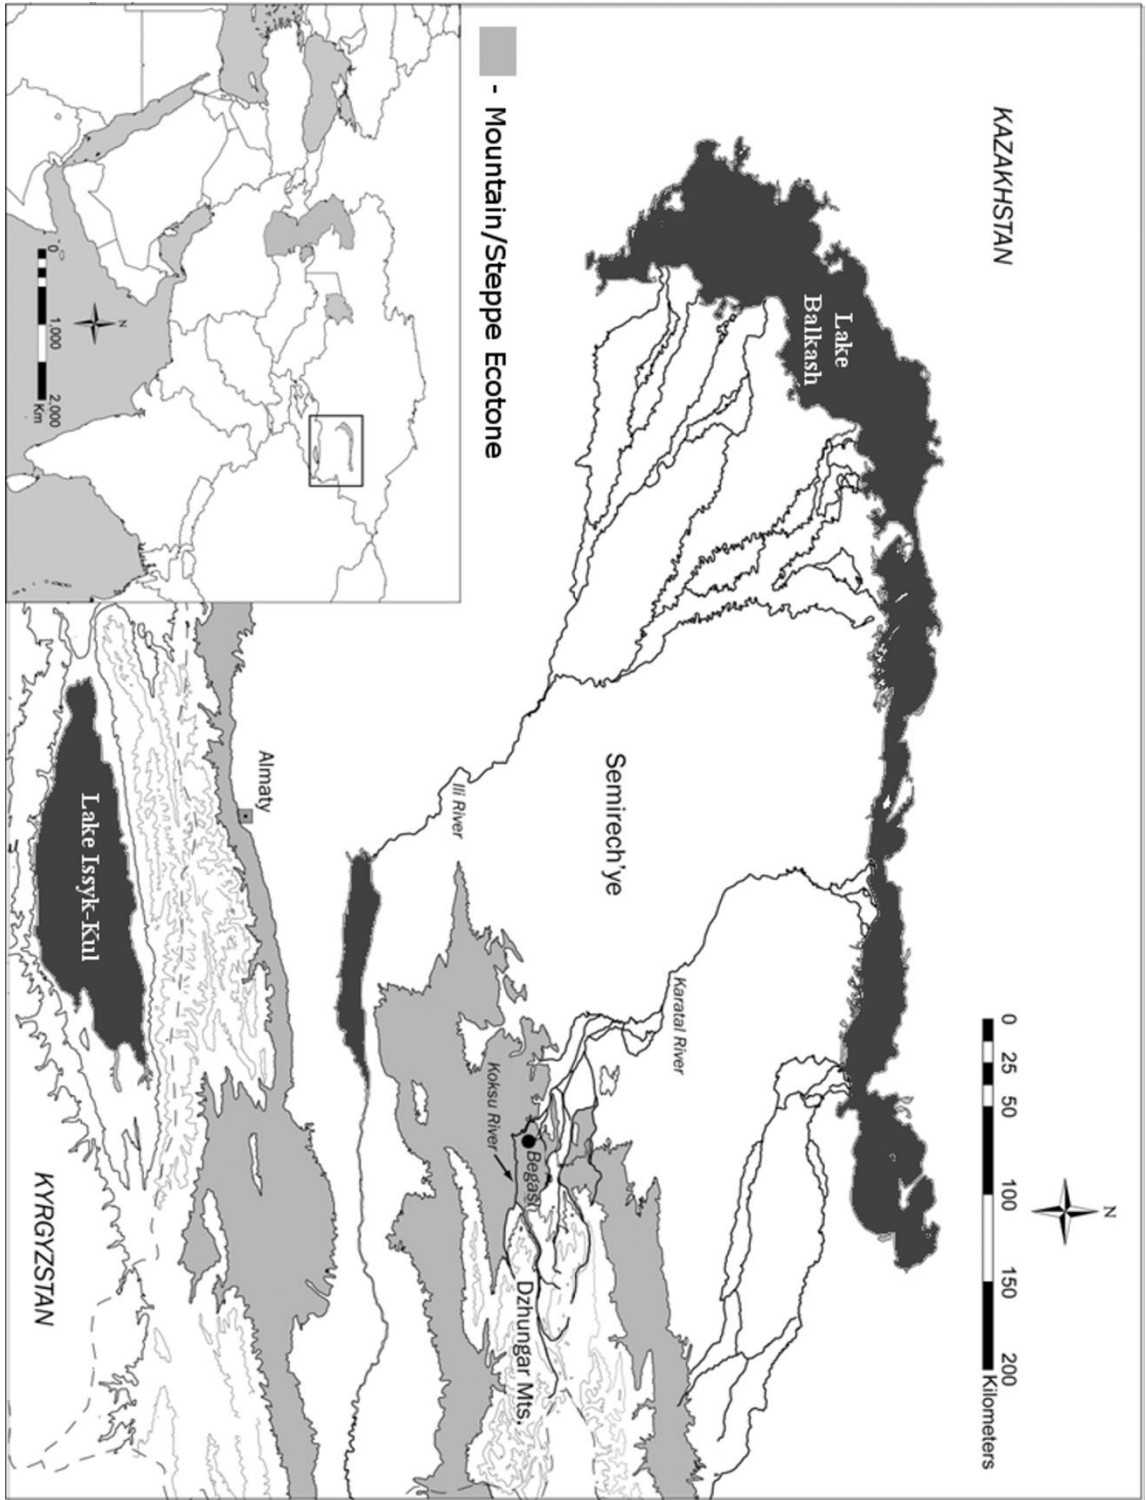 N
KAZAKHSTAN
0 25 50 100 150 200
Kilometers
Lake
Balkash
Karatal River
Semirech'ye
Begash
Dzhungar Mts.
Koksu River
- Mountain/Steppe Ecotone
Ili River
Almaty
N
Lake Issyk-Kul
0 1,000 2,000
Km
KYRGYZSTAN